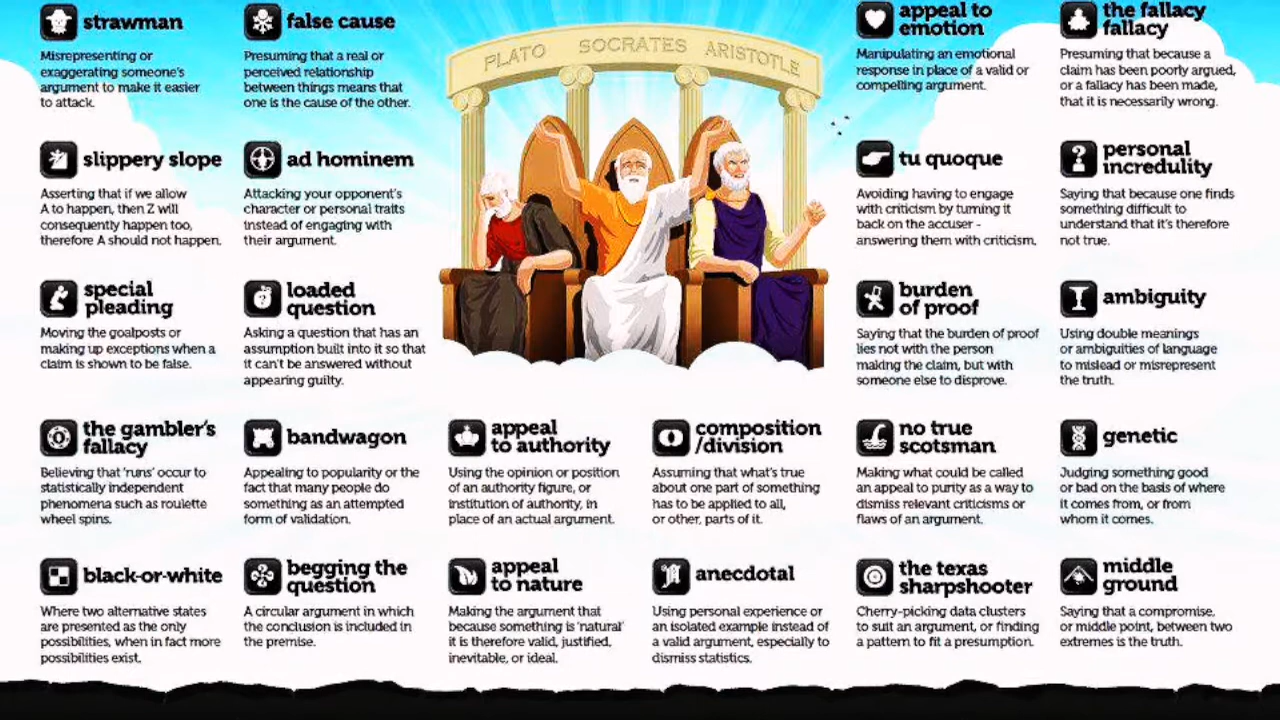 strawman
Misrepresenting or
exaggerating someone's
argument to make it easier
to attack.
false cause
Presuming that a real or
perceived relationship
between things means that
one is the cause of the other.
PLATO SOCRATES ARISTOTLE
appeal to
emotion
Manipulating an emotional
response in place of a valid or
compelling argument.
the fallacy
fallacy
Presuming that because a
claim has been poorly argued,
or a fallacy has been made,
that it is necessarily wrong.
slippery slope
Asserting that if we allow
A to happen, then Z will
consequently happen too,
therefore A should not happen.
ad hominem
Attacking your opponent's
character or personal traits
instead of engaging with
their argument.
tu quoque
Avoiding having to engage
with criticism by turning it
back on the accuser -
answering them with criticism.
personal
incredulity
Saying that because one finds
something difficult to
understand that it's therefore
not true.
special
pleading
Moving the goalposts or
making up exceptions when a
claim is shown to be false.
loaded
question
Asking a question that has an
assumption built into it so that
it can't be answered without
appearing guilty.
burden
of proof
Saying that the burden of proof
lies not with the person
making the claim, but with
someone else to disprove.
ambiguity
Using double meanings
or ambiguities of language
to mislead or misrepresent
the truth.
the gambler's
fallacy
Believing that 'runs' occur to
statistically independent
phenomena such as roulette
wheel spins.
bandwagon
Appealing to popularity or the
fact that many people do
something as an attempted
form of validation.
appeal
to authority
Using the opinion or position
of an authority figure, or
institution of authority, in
place of an actual argument.
composition
/division
Assuming that what's true
about one part of something
has to be applied to all,
or other, parts of it.
no true
scotsman
Making what could be called
an appeal to purity as a way to
dismiss relevant criticisms or
flaws of an argument.
genetic
Judging something good
or bad on the basis of where
it comes from, or from
whom it comes.
black-or-white
Where two alternative states
are presented as the only
possibilities, when in fact more
possibilities exist.
begging the
question
A circular argument in which
the conclusion is included in
the premise.
appeal
to nature
Making the argument that
because something is 'natural'
it is therefore valid, justified,
inevitable, or ideal.
anecdotal
Using personal experience or
an isolated example instead of
a valid argument, especially to
dismiss statistics.
the texas
sharpshooter
Cherry-picking data clusters
to suit an argument, or finding
a pattern to fit a presumption.
middle
ground
Saying that a compromise,
or middle point, between two
extremes is the truth.